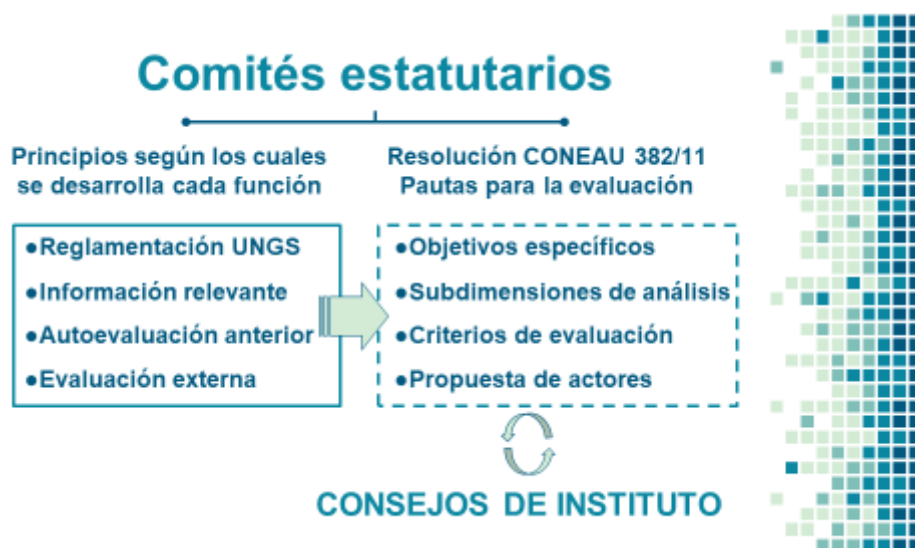 Comités estatutarios
Principios según los cuales
se desarrolla cada función
●Reglamentación UNGS
●Información relevante
●Autoevaluación anterior
●Evaluación externa
Resolución CONEAU 382/11
Pautas para la evaluación
●Objetivos específicos
●Subdimensiones de análisis
●Criterios de evaluación
●Propuesta de actores
CONSEJOS DE INSTITUTO